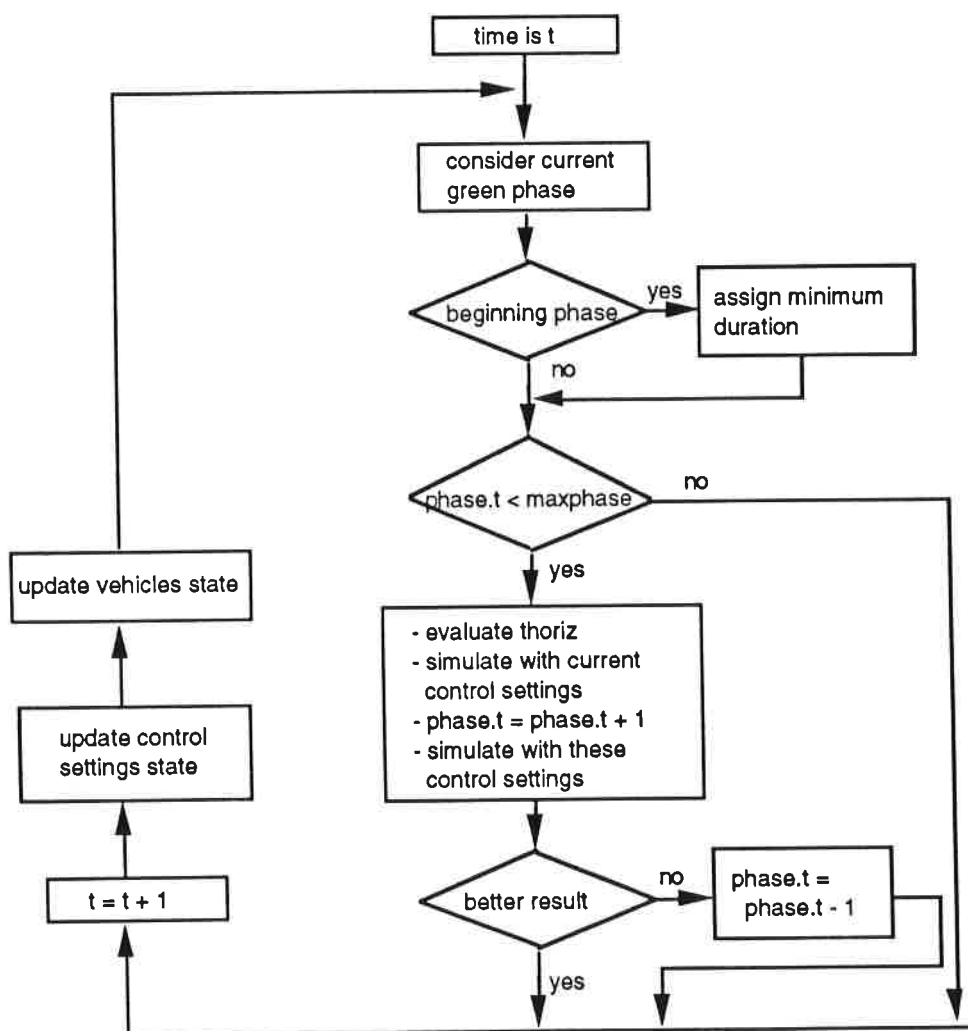 time is t
consider current
green phase
beginning phase
yes
assign minimum
duration
no
phase.t < maxphase
no
yes
update vehicles state
- evaluate thoriz
- simulate with current
control settings
- phase.t = phase.t + 1
- simulate with these
control settings
update control
settings state
t = t + 1
better result
no
phase.t =
phase.t - 1
yes